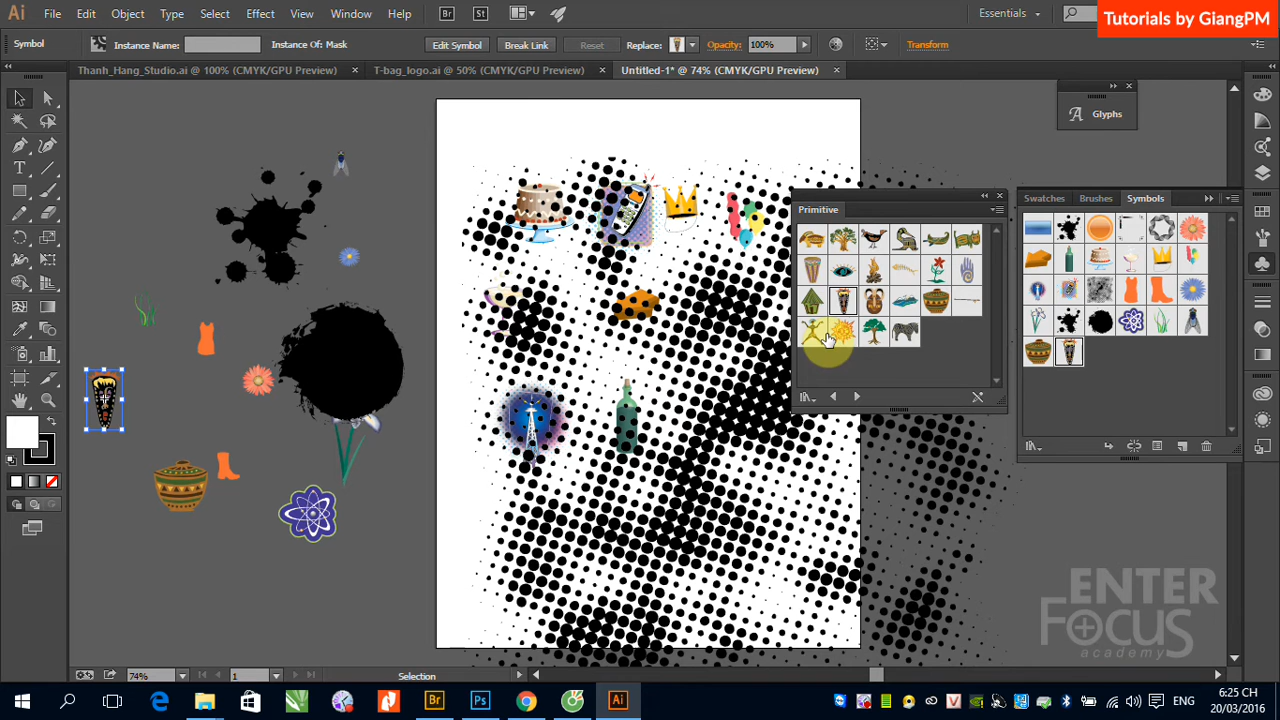 Ai File Edit Object Type Select Effect View Window Help Br St Essentials
Tutorials by GiangPM
Symbol Instance Name: Instance Of: Mask Edit Symbol Break Link Reset Replace: Opacity: 100% Transform
Thanh_Hang_Studio.ai @ 100% (CMYK/GPU Preview) × T-bag_logo.ai @ 50% (CMYK/GPU Preview) × Untitled-1* @ 74% (CMYK/GPU Preview) ×
A Glyphs
Primitive
Swatches Brushes Symbols
ENTER
FOCUS
academy
74% 1 Selection
Br Ps Ai
ENG
6:25 CH
20/03/2016